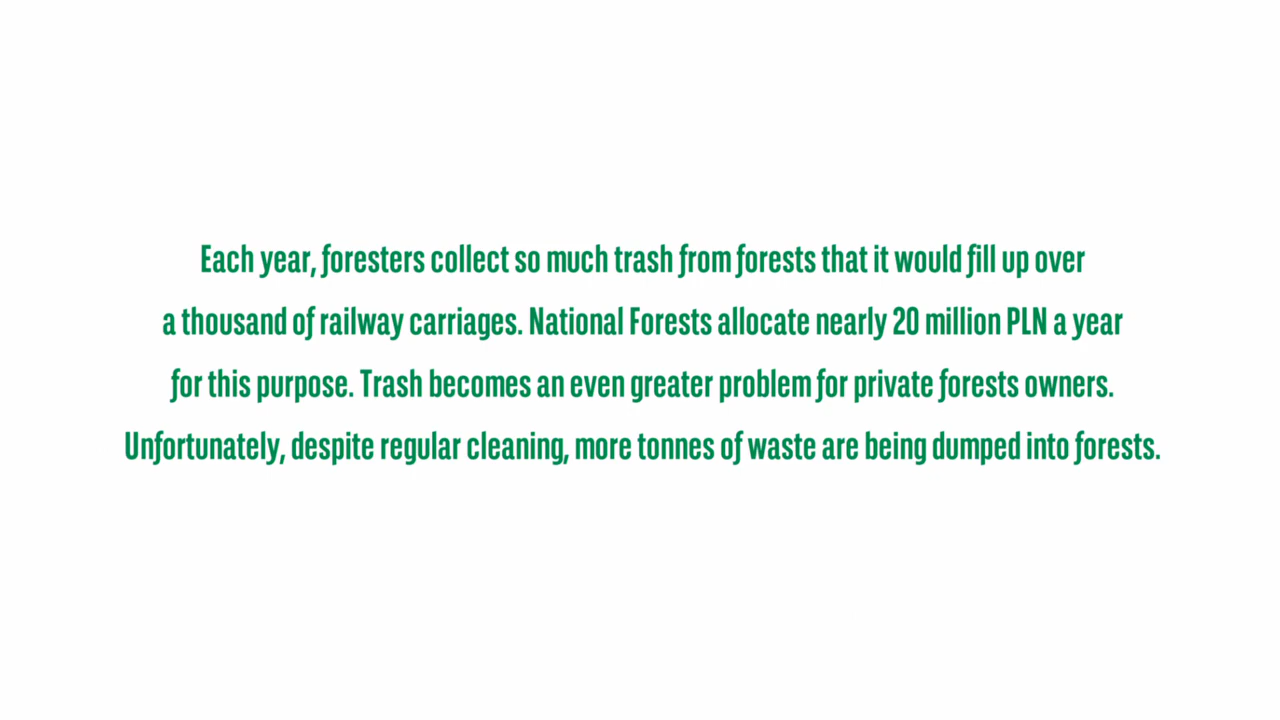 Each year, foresters collect so much trash from forests that it would fill up over
a thousand of railway carriages. National Forests allocate nearly 20 million PLN a year
for this purpose. Trash becomes an even greater problem for private forests owners.
Unfortunately, despite regular cleaning, more tonnes of waste are being dumped into forests.